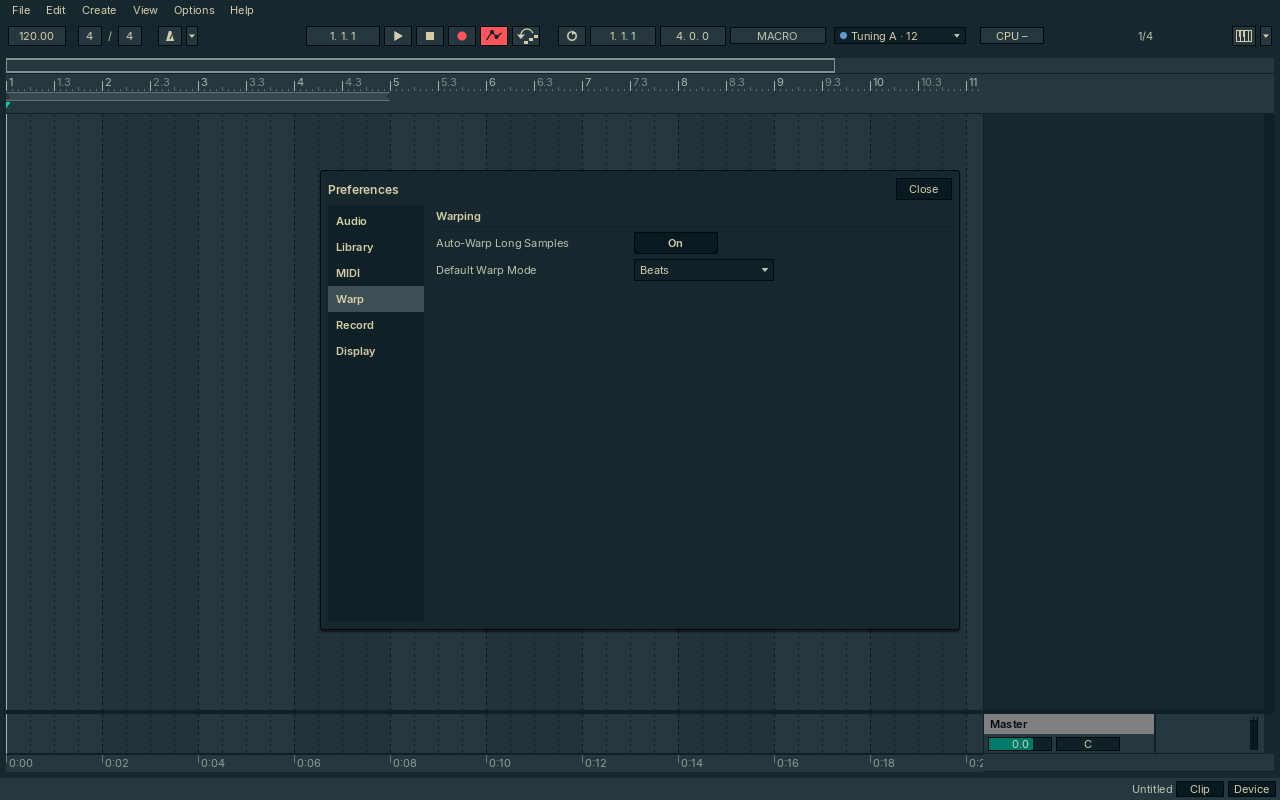 File Edit Create View Options Help
120.00 4 / 4 1. 1. 1 1. 1. 1 4. 0. 0 MACRO Tuning A · 12 CPU – 1/4
1 1.3 2 2.3 3 3.3 4 4.3 5 5.3 6 6.3 7 7.3 8 8.3 9 9.3 10 10.3 11
Preferences Close
Audio
Library
MIDI
Warp
Record
Display
Warping
Auto-Warp Long Samples On
Default Warp Mode Beats
Master
0.0 C
0:00 0:02 0:04 0:06 0:08 0:10 0:12 0:14 0:16 0:18
Untitled Clip Device